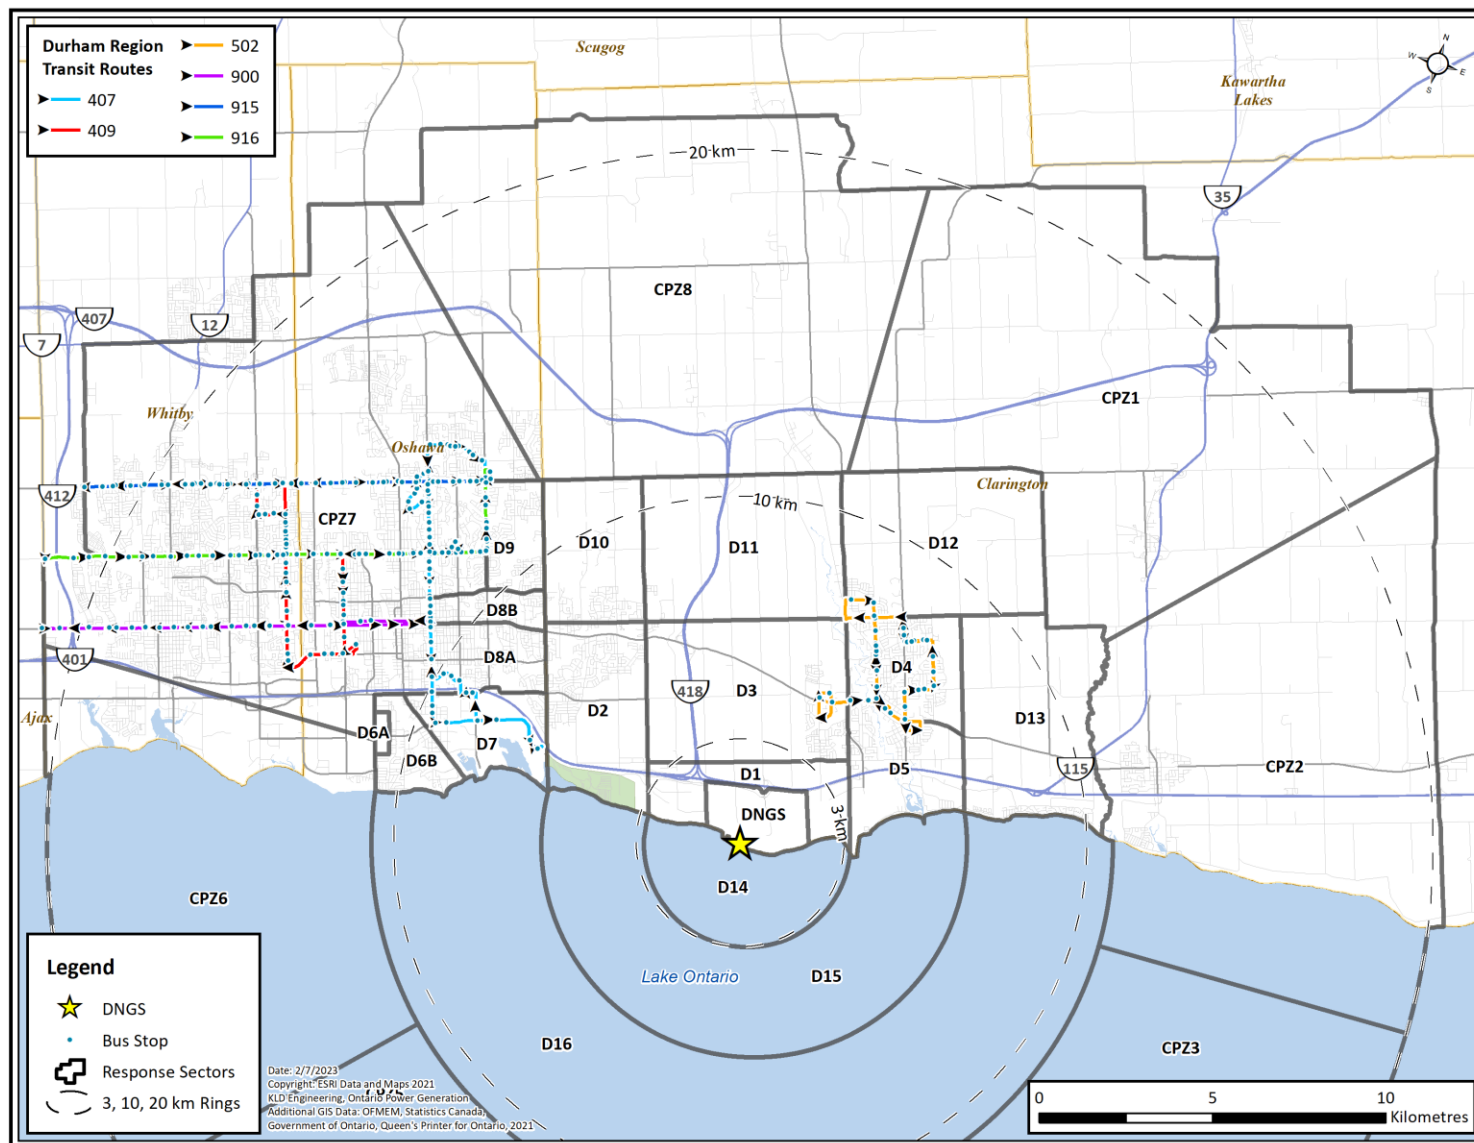 Durham Region
Transit Routes
407
409
502
900
915
916
Scugog
Kawartha
Lakes
N
W
E
S
20 km
35
CPZ8
407
12
7
CPZ1
Whitby
Oshawa
412
Clarington
10 km
CPZ7
D9
D10
D11
D12
D8B
401
D8A
D4
418
D3
D2
D13
Ajax
D6A
D7
D6B
D1
D5
115
CPZ2
DNGS
3 km
D14
CPZ6
Lake Ontario
D15
D16
CPZ3
Legend
DNGS
Bus Stop
Response Sectors
3, 10, 20 km Rings
Date: 2/7/2023
Copyright: ESRI Data and Maps 2021
KLD Engineering, Ontario Power Generation
Additional GIS Data: OFMEM, Statistics Canada,
Government of Ontario, Queen's Printer for Ontario, 2021
0
5
10
Kilometres